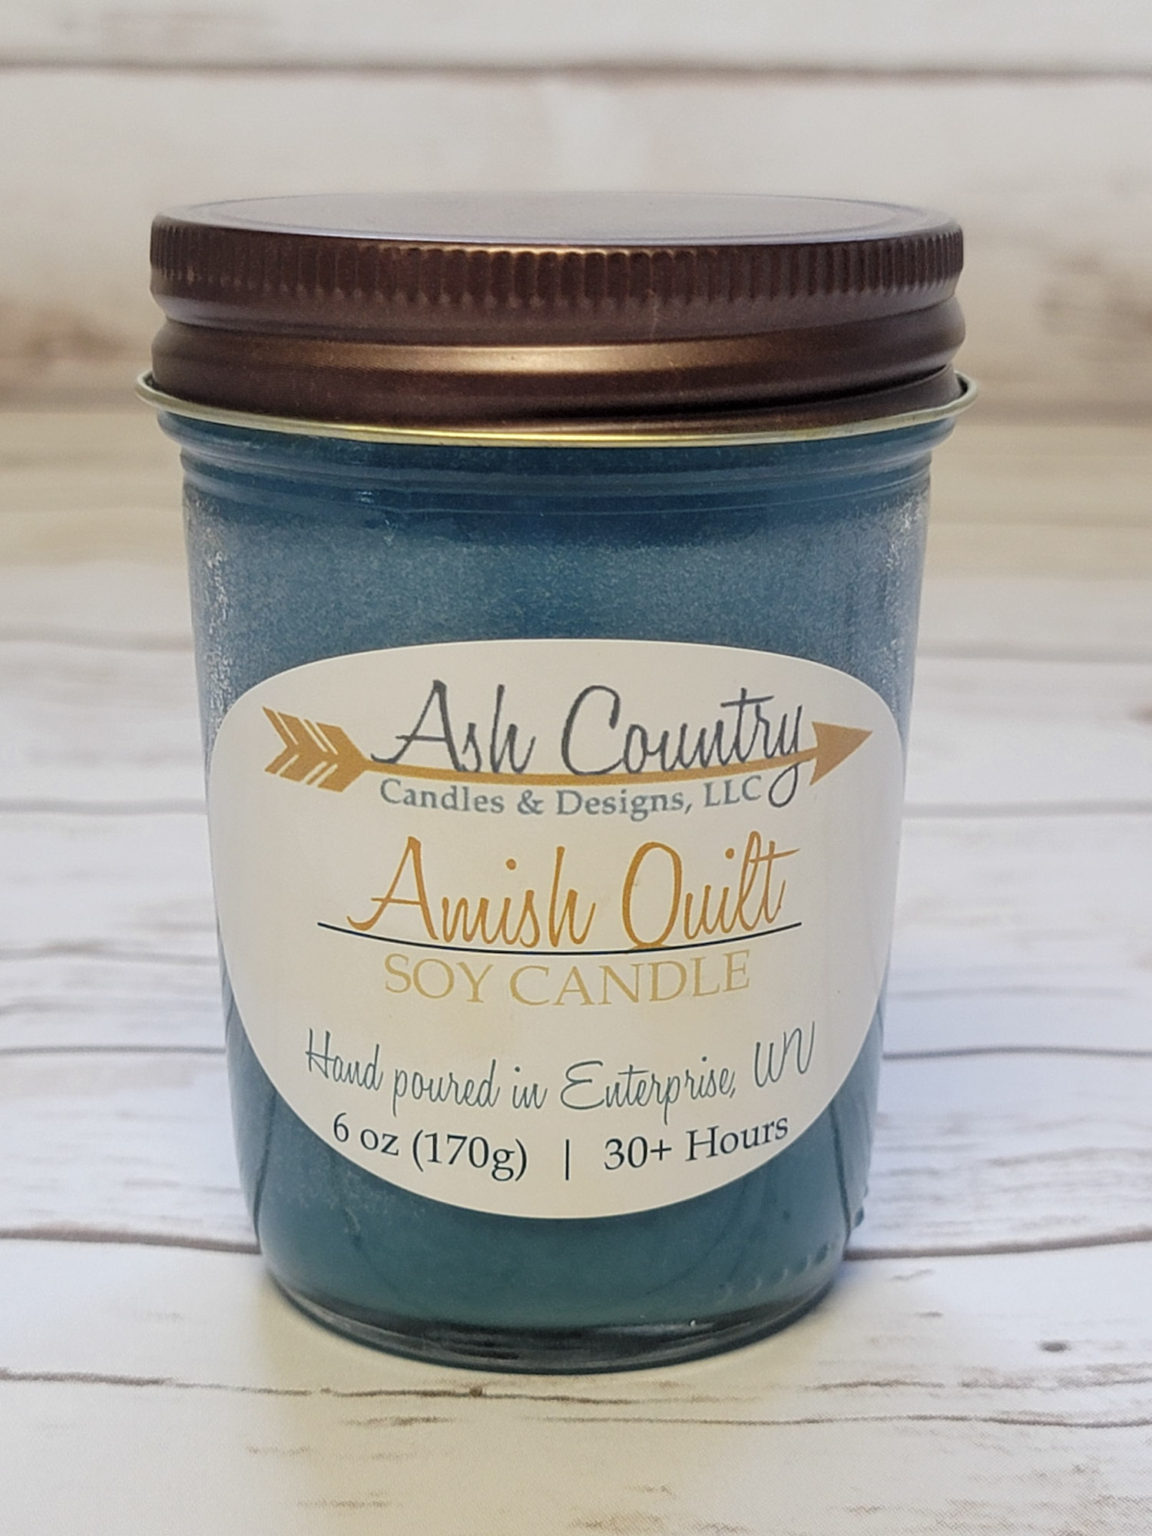 Ash Country
Candles & Designs, LLC
Amish Quilt
SOY CANDLE
Hand poured in Enterprise, WV
6 oz (170g) | 30+ Hours